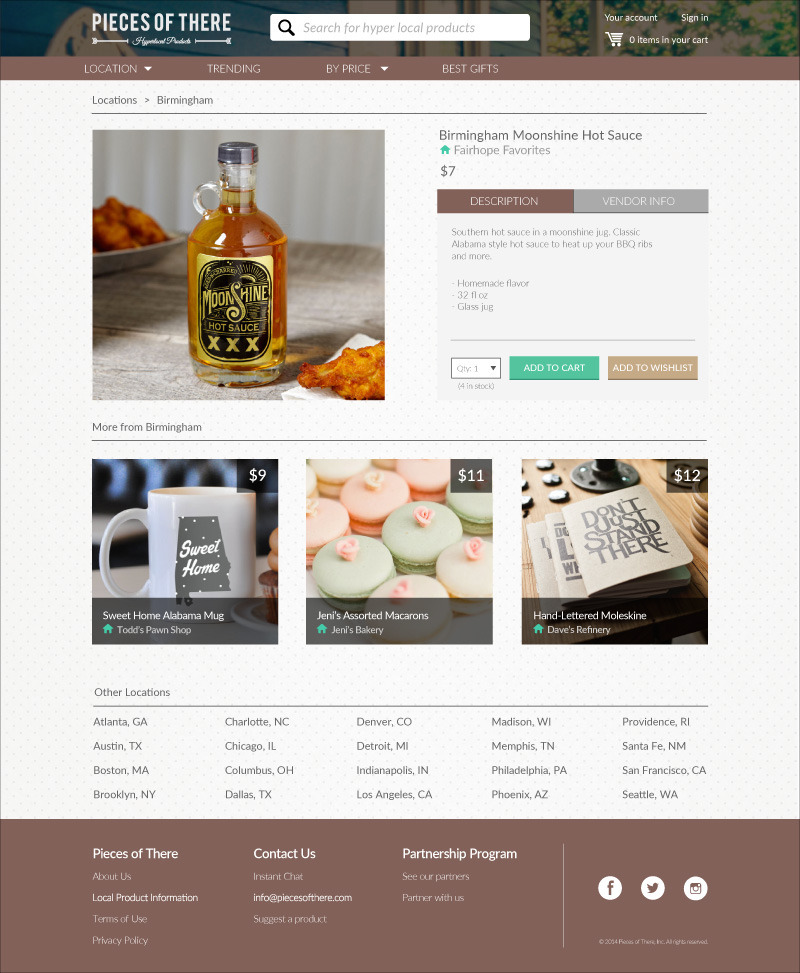 PIECES OF THERE
Hyperlocal Products
Search for hyper local products
Your account
Sign in
0 items in your cart
LOCATION
TRENDING
BY PRICE
BEST GIFTS
Locations > Birmingham
MOONSHINE
HOT SAUCE
XXX
Birmingham Moonshine Hot Sauce
Fairhope Favorites
$7
DESCRIPTION
VENDOR INFO
Southern hot sauce in a moonshine jug. Classic
Alabama style hot sauce to heat up your BBQ ribs
and more.
- Homemade flavor
- 32 fl oz
- Glass jug
Qty: 1
(4 in stock)
ADD TO CART
ADD TO WISHLIST
More from Birmingham
$9
Sweet
Home
Sweet Home Alabama Mug
Todd's Pawn Shop
$11
Jeni's Assorted Macarons
Jeni's Bakery
$12
DON'T
JUST
STAND
THERE
Hand-Lettered Moleskine
Dave's Refinery
Other Locations
Atlanta, GA
Charlotte, NC
Denver, CO
Madison, WI
Providence, RI
Austin, TX
Chicago, IL
Detroit, MI
Memphis, TN
Santa Fe, NM
Boston, MA
Columbus, OH
Indianapolis, IN
Philadelphia, PA
San Francisco, CA
Brooklyn, NY
Dallas, TX
Los Angeles, CA
Phoenix, AZ
Seattle, WA
Pieces of There
About Us
Local Product Information
Terms of Use
Privacy Policy
Contact Us
Instant Chat
info@piecesofthere.com
Suggest a product
Partnership Program
See our partners
Partner with us
© 2014 Pieces of There, Inc. All rights reserved.